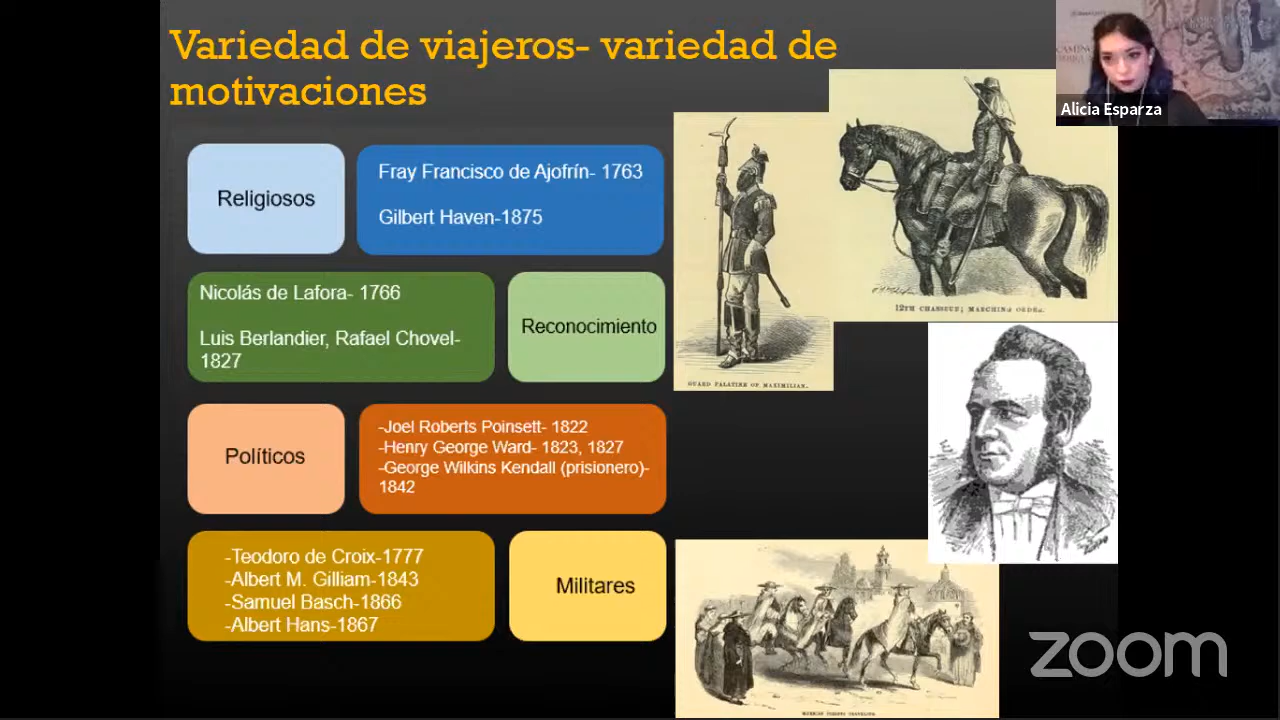 Variedad de viajeros- variedad de
motivaciones
Alicia Esparza
Religiosos
Fray Francisco de Ajofrín- 1763
Gilbert Haven-1875
Nicolás de Lafora- 1766
Luis Berlandier, Rafael Chovel-
1827
Reconocimiento
Políticos
-Joel Roberts Poinsett- 1822
-Henry George Ward- 1823, 1827
-George Wilkins Kendall (prisionero)-
1842
-Teodoro de Croix-1777
-Albert M. Gilliam-1843
-Samuel Basch-1866
-Albert Hans-1867
Militares
12TH CHASSEUR; MARCHING ORDER.
GUARD PALATINE OF MAXIMILIAN.
zoom